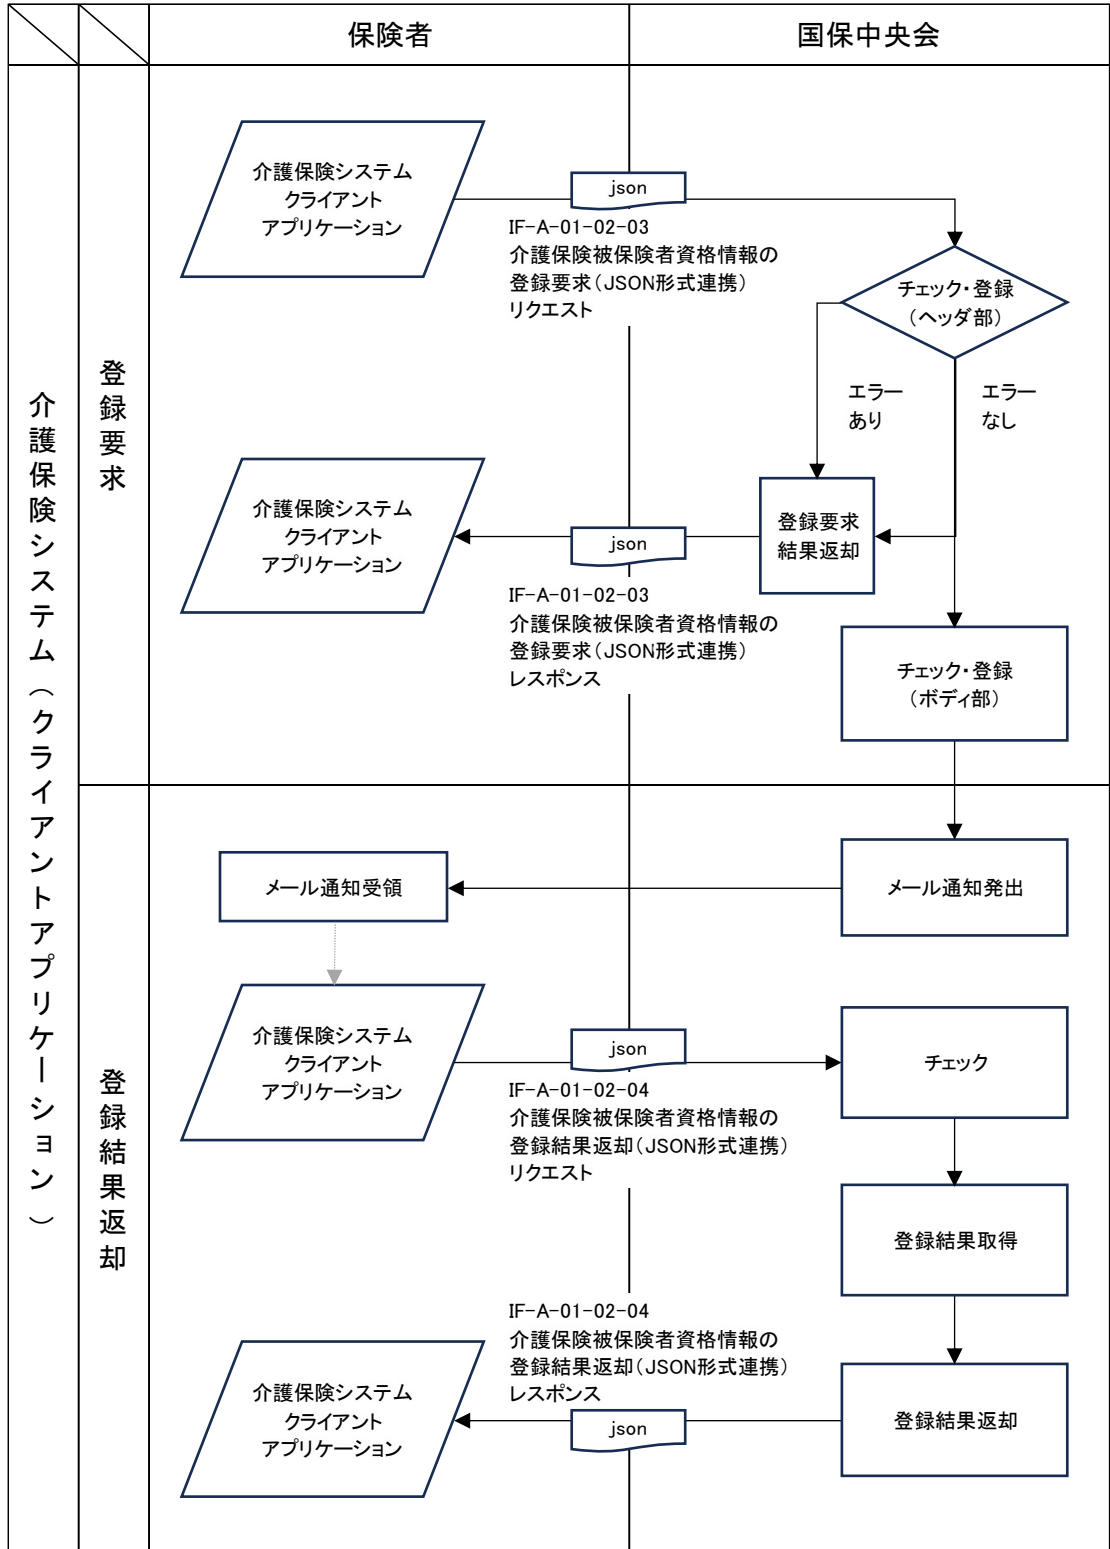 保険者
国保中央会
介護保険システム（クライアントアプリケーション）
登録要求
介護保険システム
クライアント
アプリケーション
json
IF-A-01-02-03
介護保険被保険者資格情報の
登録要求（JSON形式連携）
リクエスト
チェック・登録
（ヘッダ部）
エラー
あり
エラー
なし
介護保険システム
クライアント
アプリケーション
json
登録要求
結果返却
IF-A-01-02-03
介護保険被保険者資格情報の
登録要求（JSON形式連携）
レスポンス
チェック・登録
（ボディ部）
登録結果返却
メール通知受領
メール通知発出
介護保険システム
クライアント
アプリケーション
json
チェック
IF-A-01-02-04
介護保険被保険者資格情報の
登録結果返却（JSON形式連携）
リクエスト
登録結果取得
IF-A-01-02-04
介護保険被保険者資格情報の
登録結果返却（JSON形式連携）
レスポンス
介護保険システム
クライアント
アプリケーション
json
登録結果返却